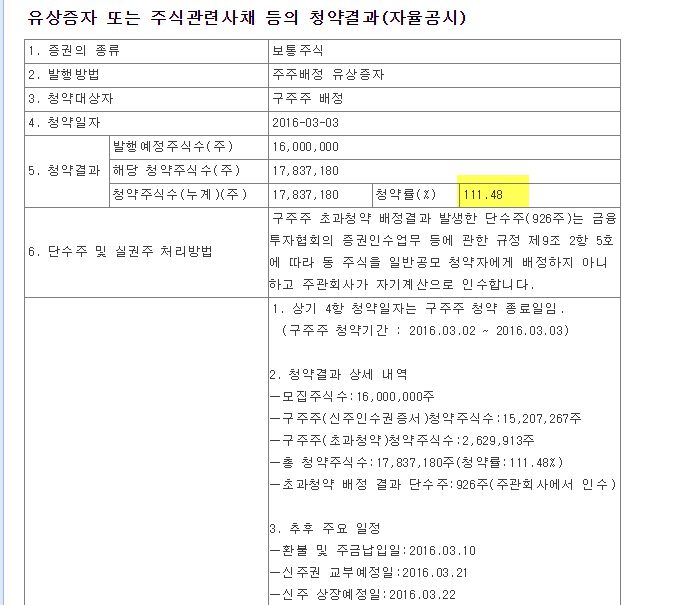 유상증자 또는 주식관련사채 등의 청약결과(자율공시)
1. 증권의 종류 보통주식
2. 발행방법 주주배정 유상증자
3. 청약대상자 구주주 배정
4. 청약일자 2016-03-03
5. 청약결과 발행예정주식수(주) 16,000,000
해당 청약주식수(주) 17,837,180
청약주식수(누계)(주) 17,837,180 청약률(%) 111.48
6. 단수주 및 실권주 처리방법
구주주 초과청약 배정결과 발생한 단수주(926주)는 금융
투자협회의 증권인수업무 등에 관한 규정 제9조 2항 5호
에 따라 동 주식을 일반공모 청약자에게 배정하지 아니
하고 주관회사가 자기계산으로 인수합니다.
1. 상기 4항 청약일자는 구주주 청약 종료일임.
(구주주 청약기간 : 2016.03.02 ~ 2016.03.03)
2. 청약결과 상세 내역
-모집주식수:16,000,000주
-구주주(신주인수권증서)청약주식수:15,207,267주
-구주주(초과청약)청약주식수:2,629,913주
-총 청약주식수:17,837,180주(청약률:111.48%)
-초과청약 배정 결과 단수주:926주(주관회사에서 인수)
3. 추후 주요 일정
-환불 및 주금납입일:2016.03.10
-신주권 교부예정일:2016.03.21
-신주 상장예정일:2016.03.22